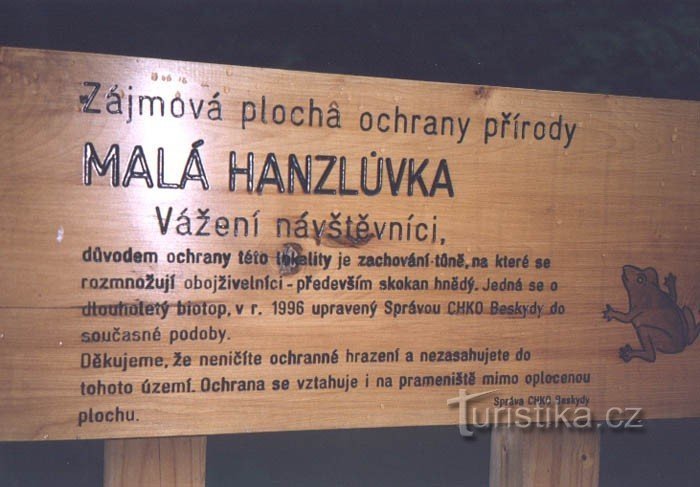 Zájmová plocha ochrany přírody
MALÁ HANZLŮVKA
Vážení návštěvníci,
důvodem ochrany této lokality je zachování tůně, na které se
rozmnožují obojživelníci - především skokan hnědý. Jedná se o
dlouholetý biotop, v r. 1996 upravený Správou CHKO Beskydy do
současné podoby.
Děkujeme, že neničíte ochranné hrazení a nezasahujete do
tohoto území. Ochrana se vztahuje i na prameniště mimo oplocenou
plochu.
Správa CHKO Beskydy
Turistika.cz